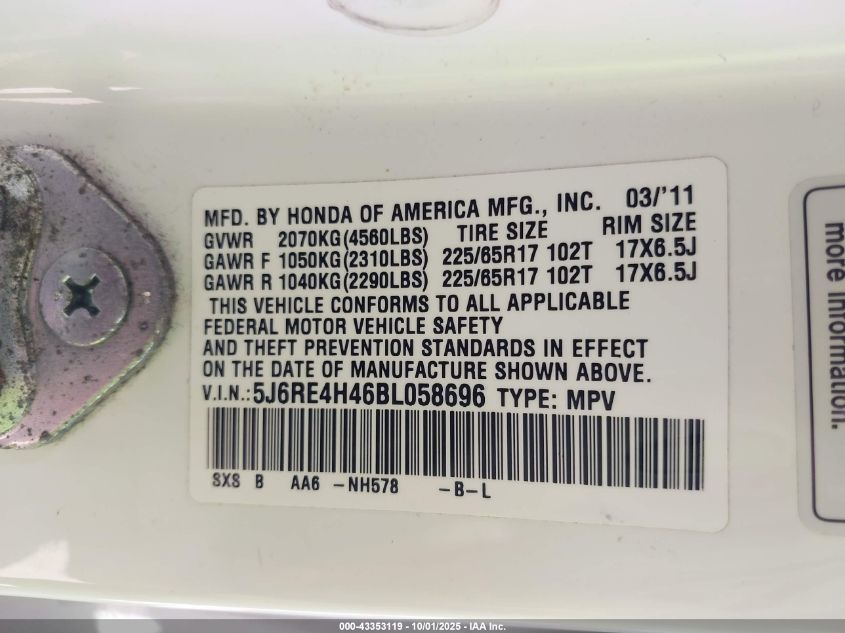 MFD. BY HONDA OF AMERICA MFG., INC. 03/'11
GVWR 2070KG(4560LBS) TIRE SIZE RIM SIZE
GAWR F 1050KG(2310LBS) 225/65R17 102T 17X6.5J
GAWR R 1040KG(2290LBS) 225/65R17 102T 17X6.5J
THIS VEHICLE CONFORMS TO ALL APPLICABLE
FEDERAL MOTOR VEHICLE SAFETY
AND THEFT PREVENTION STANDARDS IN EFFECT
ON THE DATE OF MANUFACTURE SHOWN ABOVE.
V.I.N.: 5J6RE4H46BL058696 TYPE: MPV
SXS B AA6 -NH578 -B-L
more information.
000-43353119 - 10/01/2025 - IAA Inc.